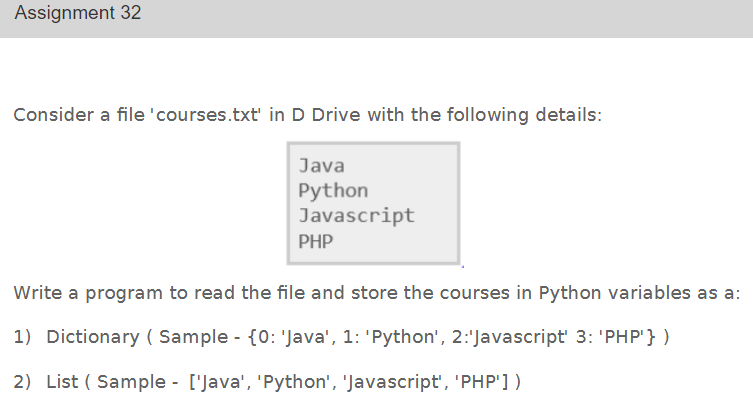 Assignment 32
Consider a file 'courses.txt' in D Drive with the following details:
Java
Python
Javascript
PHP
Write a program to read the file and store the courses in Python variables as a:
1) Dictionary ( Sample - {0: 'Java', 1: 'Python', 2:'Javascript' 3: 'PHP'} )
2) List ( Sample - ['Java', 'Python', 'Javascript', 'PHP'] )